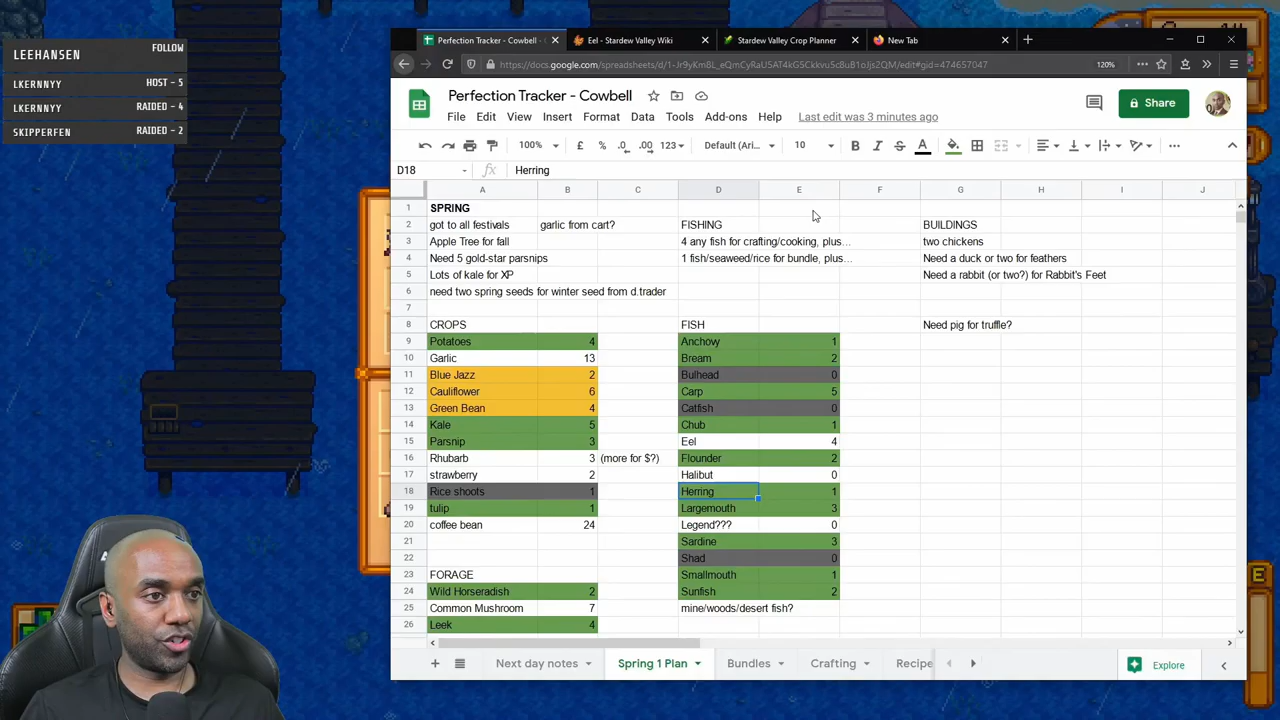 LEEHANSEN FOLLOW
LKERNNYY HOST - 5
LKERNNYY RAIDED - 4
SKIPPERFEN RAIDED - 2
Perfection Tracker - Cowbell - Eel - Stardew Valley Wiki Stardew Valley Crop Planner New Tab
https://docs.google.com/spreadsheets/d/1-Jr9yKm8L_eQmCyRaU5AT4kG5Ckkvu5c8u81oJjs2QM/edit#gid=474657047 120%
Perfection Tracker - Cowbell
File Edit View Insert Format Data Tools Add-ons Help Last edit was 3 minutes ago Share
100% £ % .0 .00 123 Default (Ari... 10 B I S A
D18 fx Herring
A B C D E F G H I J
1 SPRING
2 got to all festivals garlic from cart? FISHING BUILDINGS
3 Apple Tree for fall 4 any fish for crafting/cooking, plus... two chickens
4 Need 5 gold-star parsnips 1 fish/seaweed/rice for bundle, plus... Need a duck or two for feathers
5 Lots of kale for XP Need a rabbit (or two?) for Rabbit's Feet
6 need two spring seeds for winter seed from d.trader
7
8 CROPS FISH Need pig for truffle?
9 Potatoes 4 Anchovy 1
10 Garlic 13 Bream 2
11 Blue Jazz 2 Bulhead 0
12 Cauliflower 6 Carp 5
13 Green Bean 4 Catfish 0
14 Kale 5 Chub 1
15 Parsnip 3 Eel 4
16 Rhubarb 3 (more for $?) Flounder 2
17 strawberry 2 Halibut 0
18 Rice shoots 1 Herring 1
19 tulip 1 Largemouth 3
20 coffee bean 24 Legend??? 0
21 Sardine 3
22 Shad 0
23 FORAGE Smallmouth 1
24 Wild Horseradish 2 Sunfish 2
25 Common Mushroom 7 mine/woods/desert fish?
26 Leek 4
Next day notes Spring 1 Plan Bundles Crafting Recipe Explore
E